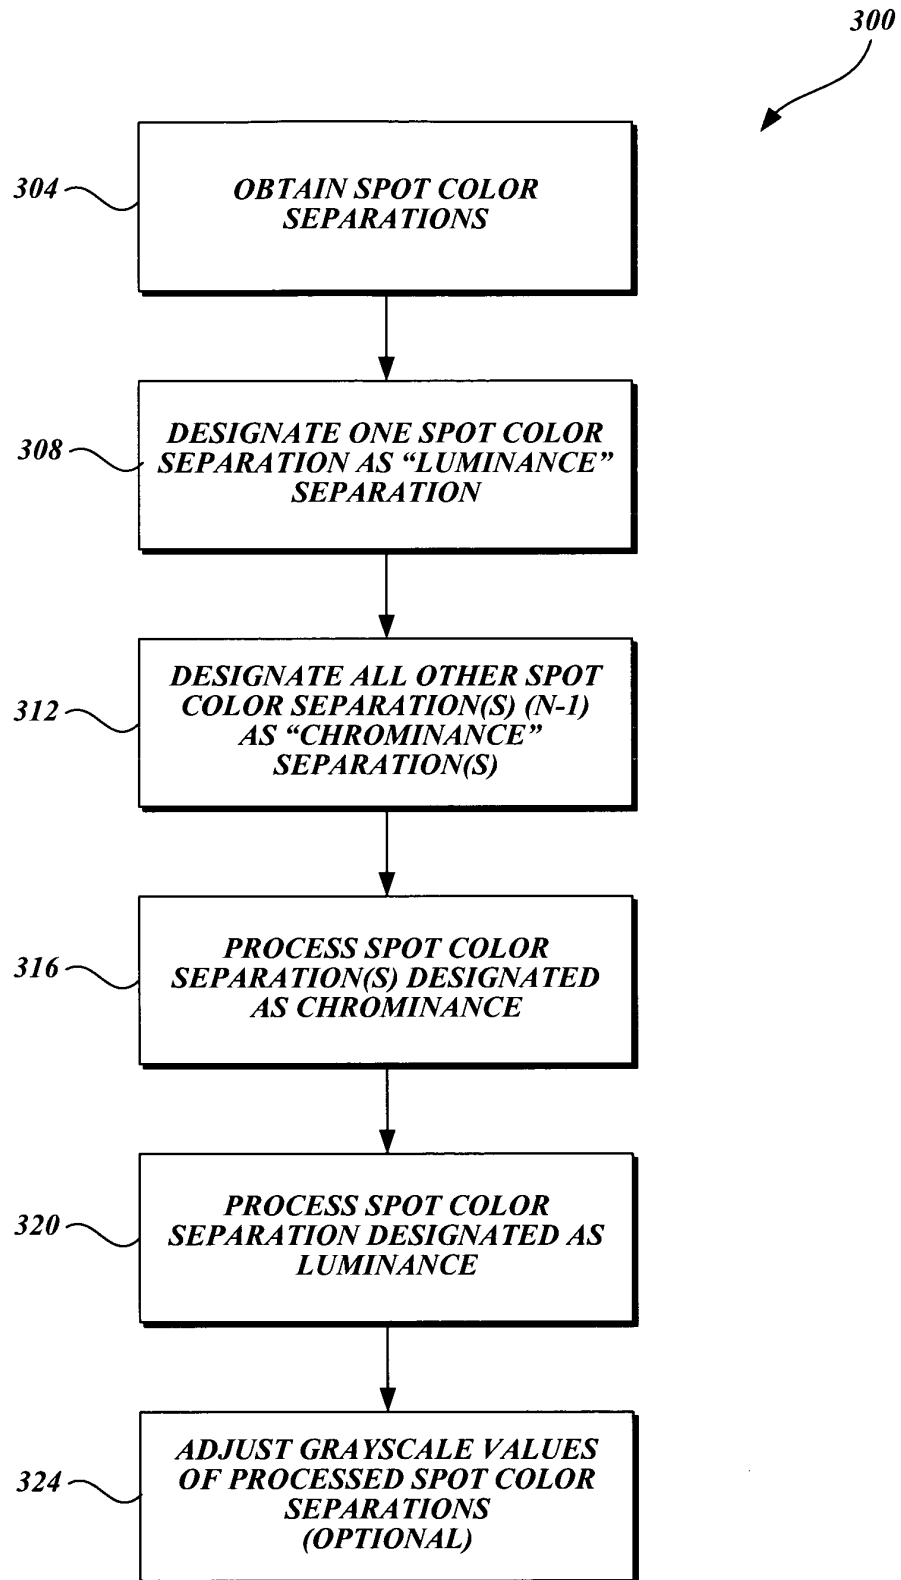 300
304
OBTAIN SPOT COLOR
SEPARATIONS
308
DESIGNATE ONE SPOT COLOR
SEPARATION AS “LUMINANCE”
SEPARATION
312
DESIGNATE ALL OTHER SPOT
COLOR SEPARATION(S) (N-1)
AS “CHROMINANCE”
SEPARATION(S)
316
PROCESS SPOT COLOR
SEPARATION(S) DESIGNATED
AS CHROMINANCE
320
PROCESS SPOT COLOR
SEPARATION DESIGNATED AS
LUMINANCE
324
ADJUST GRAYSCALE VALUES
OF PROCESSED SPOT COLOR
SEPARATIONS
(OPTIONAL)